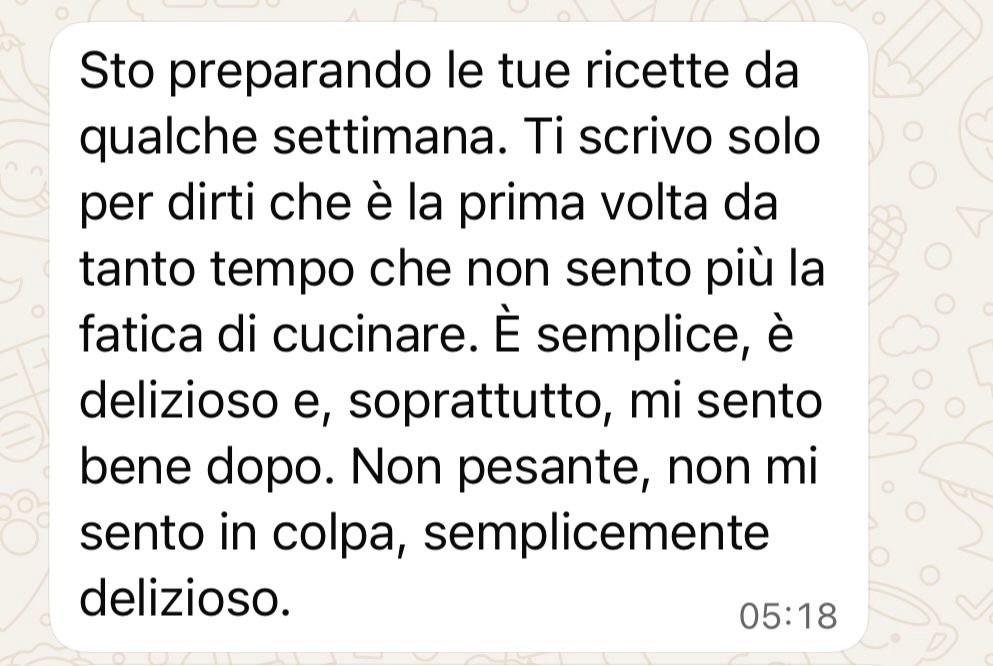 Sto preparando le tue ricette da
qualche settimana. Ti scrivo solo
per dirti che è la prima volta da
tanto tempo che non sento più la
fatica di cucinare. È semplice, è
delizioso e, soprattutto, mi sento
bene dopo. Non pesante, non mi
sento in colpa, semplicemente
delizioso.
05:18